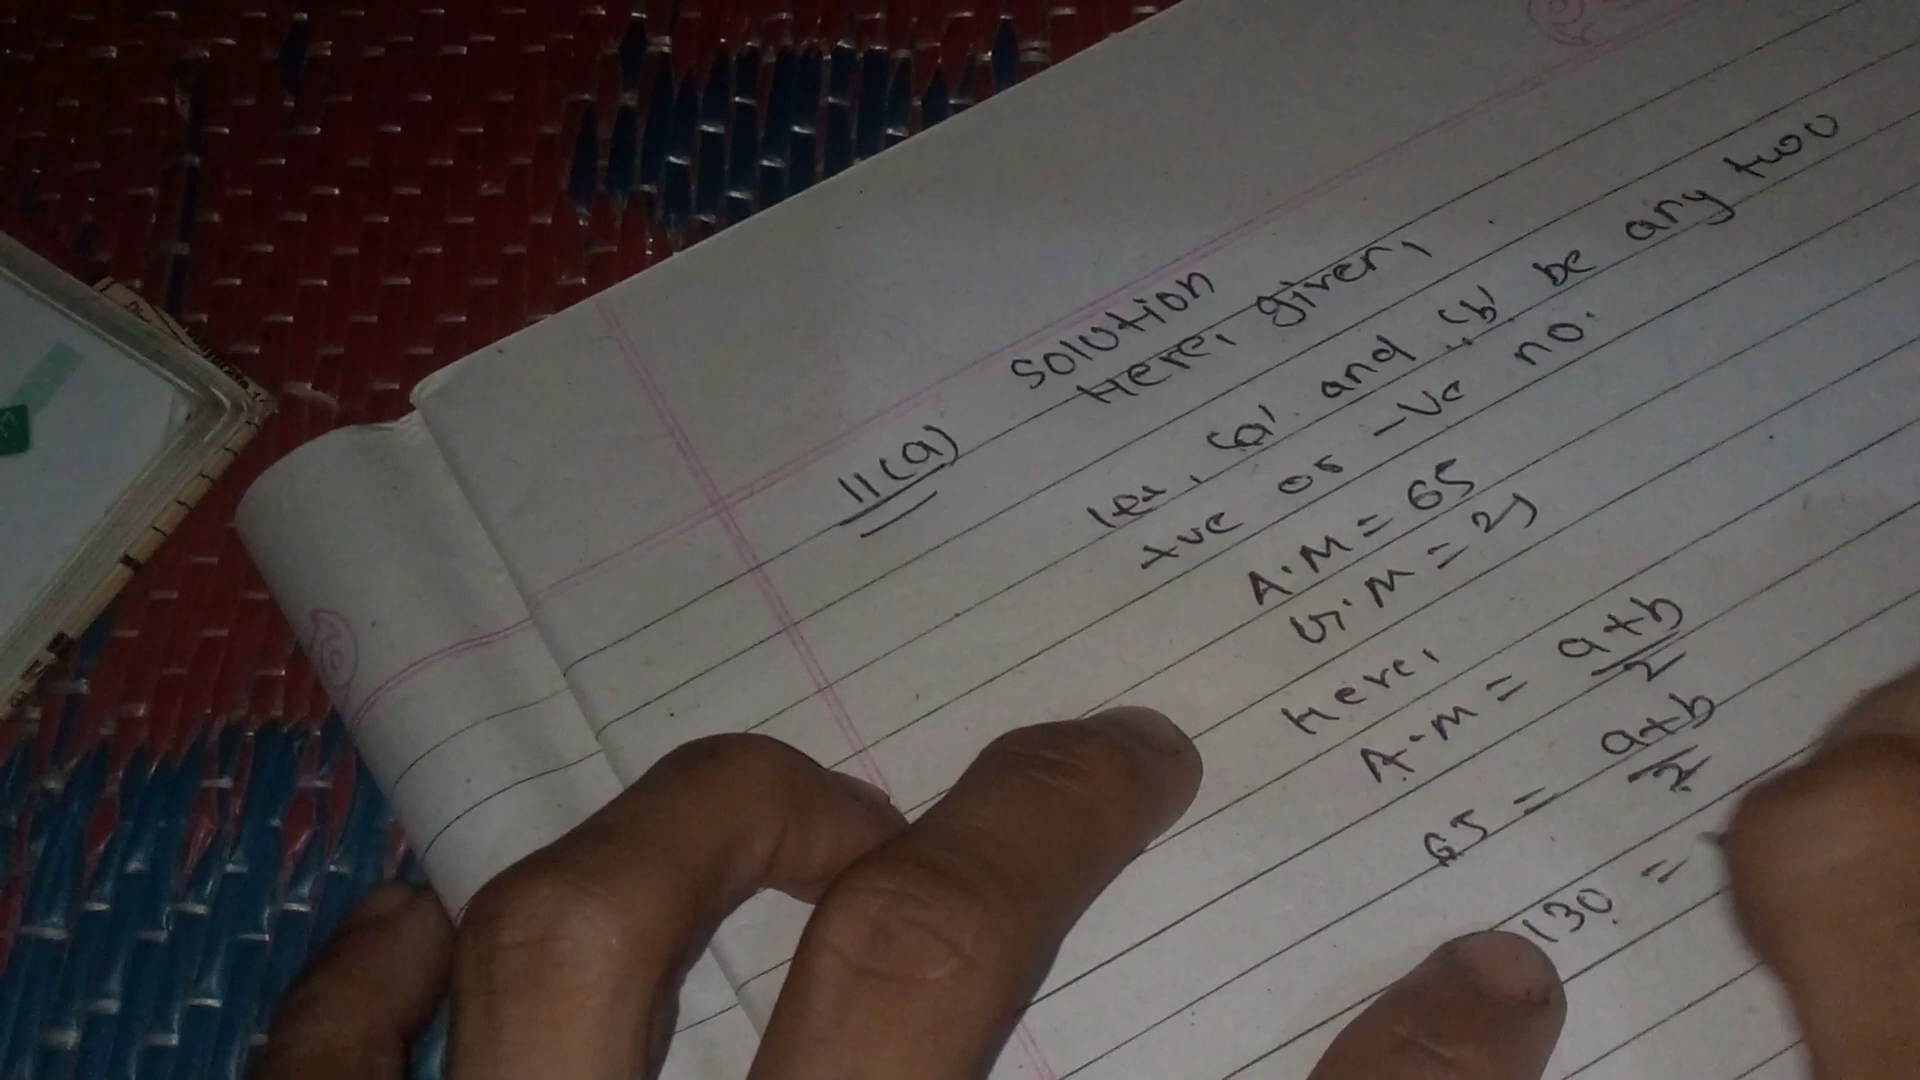 11(a) Solution
Here, given,
let, 'a' and 'b' be any two
+ve or -ve no.
A.M = 65
G.M = 25
Here,
A.M = a+b/2
65 = a+b/2
130 =